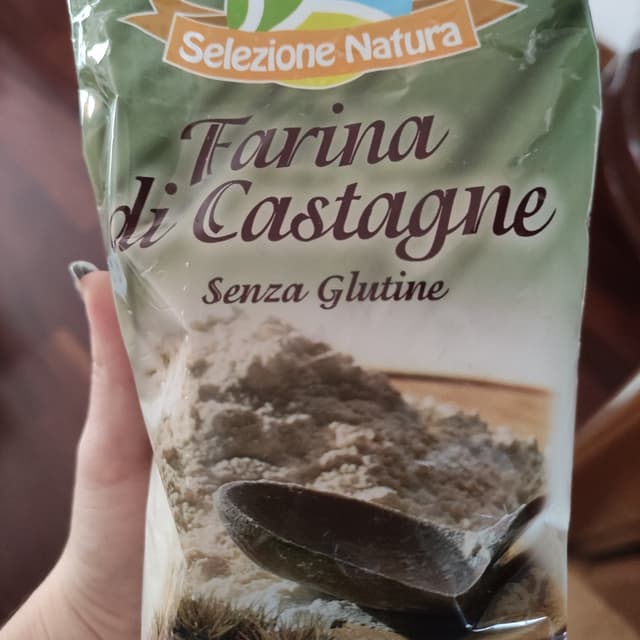 Selezione Natura
Farina
di Castagne
Senza Glutine